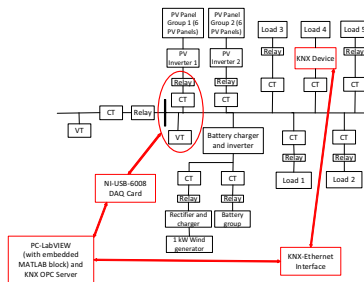 PV Panel
Group 1 (6
PV Panels)
PV Panel
Group 2 (6
PV Panels)
Load 3
Load 4
Load 5
PV
Inverter 1
PV
Inverter 2
Relay
KNX Device
Relay
Relay
Relay
CT
CT
CT
CT
CT
CT
Relay
VT
VT
Battery charger
and inverter
CT
CT
Relay
Relay
NI-USB-6008
DAQ Card
CT
CT
Load 1
Load 2
Relay
Relay
Rectifier and
charger
Battery
group
1 kW Wind
generator
PC-LabVIEW
(with embedded
MATLAB block) and
KNX OPC Server
KNX-Ethernet
Interface